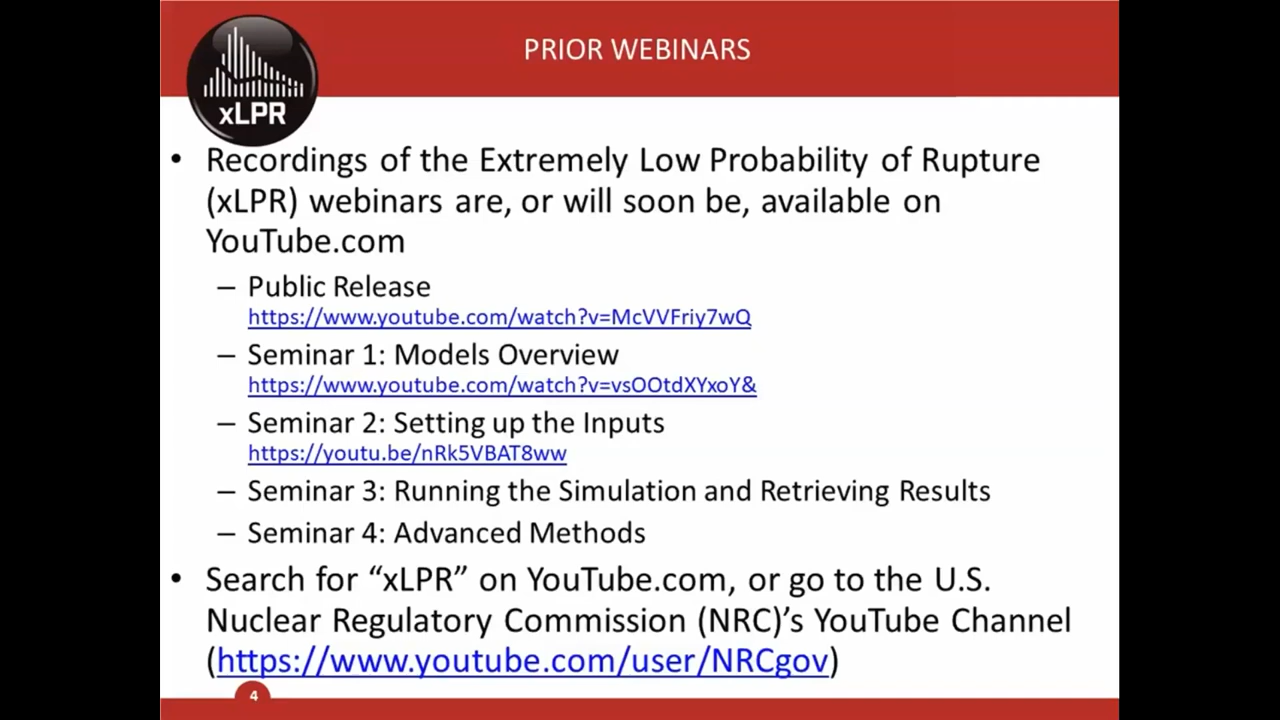 PRIOR WEBINARS
xLPR
• Recordings of the Extremely Low Probability of Rupture
(xLPR) webinars are, or will soon be, available on
YouTube.com
– Public Release
https://www.youtube.com/watch?v=McVVFriy7wQ
– Seminar 1: Models Overview
https://www.youtube.com/watch?v=vsOOtdXYxoY&
– Seminar 2: Setting up the Inputs
https://youtu.be/nRk5VBAT8ww
– Seminar 3: Running the Simulation and Retrieving Results
– Seminar 4: Advanced Methods
• Search for “xLPR” on YouTube.com, or go to the U.S.
Nuclear Regulatory Commission (NRC)’s YouTube Channel
(https://www.youtube.com/user/NRCgov)
4